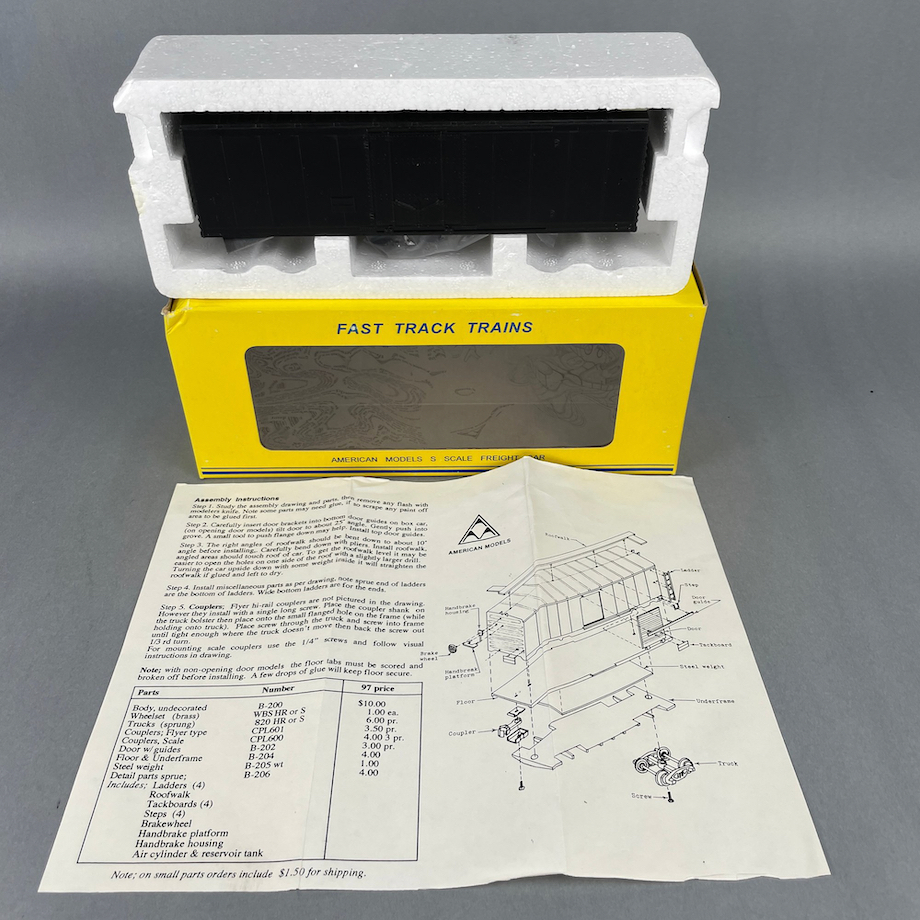 FAST TRACK TRAINS
AMERICAN MODELS S SCALE FREIGHT CAR
Assembly Instructions
Step 1. Study the assembly drawing and parts, then remove any flash with
modelers knife. Note some parts may need glue, if so scrape any paint off
area to be glued first.
Step 2. Carefully insert door brackets into bottom door guides on box car,
(on opening door models) tilt door to about 25° angle. Gently push into
grove. A small tool to push flange down may help. Install top door guides.
Step 3. The right angles of roofwalk should be bent down to about 10°
angle before installing. Carefully bend down with pliers. Install roofwalk,
angled areas should touch roof of car. To get the roofwalk level it may be
easier to open the holes on one side of the roof with a slightly larger drill.
Turning the car upside down with some weight inside it will straighten the
roofwalk if glued and left to dry.
Step 4. Install miscellaneous parts as per drawing, note sprue end of ladders
are the bottom of ladders. Wide bottom ladders are for the ends.
Step 5. Couplers; Flyer hi-rail couplers are not pictured in the drawing.
However they install with a single long screw. Place the coupler shank on
the truck bolster then place onto the small flanged hole on the frame (while
holding onto truck). Place screw through the truck and screw into frame
until tight enough where the truck doesn't move then back the screw out
1/3 rd turn.
For mounting scale couplers use the 1/4" screws and follow visual
instructions in drawing.
Note; with non-opening door models the floor tabs must be scored and
broken off before installing. A few drops of glue will keep floor secure.
Parts Number 97 price
Body, undecorated B-200 $10.00
Wheelset (brass) WBS HR or S 1.00 ea.
Trucks (sprung) 820 HR or S 6.00 pr.
Couplers; Flyer type CPL601 3.50 pr.
Couplers, Scale CPL600 4.00 3 pr.
Door w/ guides B-202 3.00 pr.
Floor & Underframe B-204 4.00
Steel weight B-205 wt 1.00
Detail parts sprue; B-206 4.00
Includes; Ladders (4)
Roofwalk
Tackboards (4)
Steps (4)
Brakewheel
Handbrake platform
Handbrake housing
Air cylinder & reservoir tank
Note; on small parts orders include $1.50 for shipping.
AMERICAN MODELS
Roofwalk
Ladder
Step
Door
guide
Handbrake
housing
Door
Tackboard
Brake
wheel
Handbrake
platform
Steel weight
Floor
Underframe
Coupler
Truck
Screw